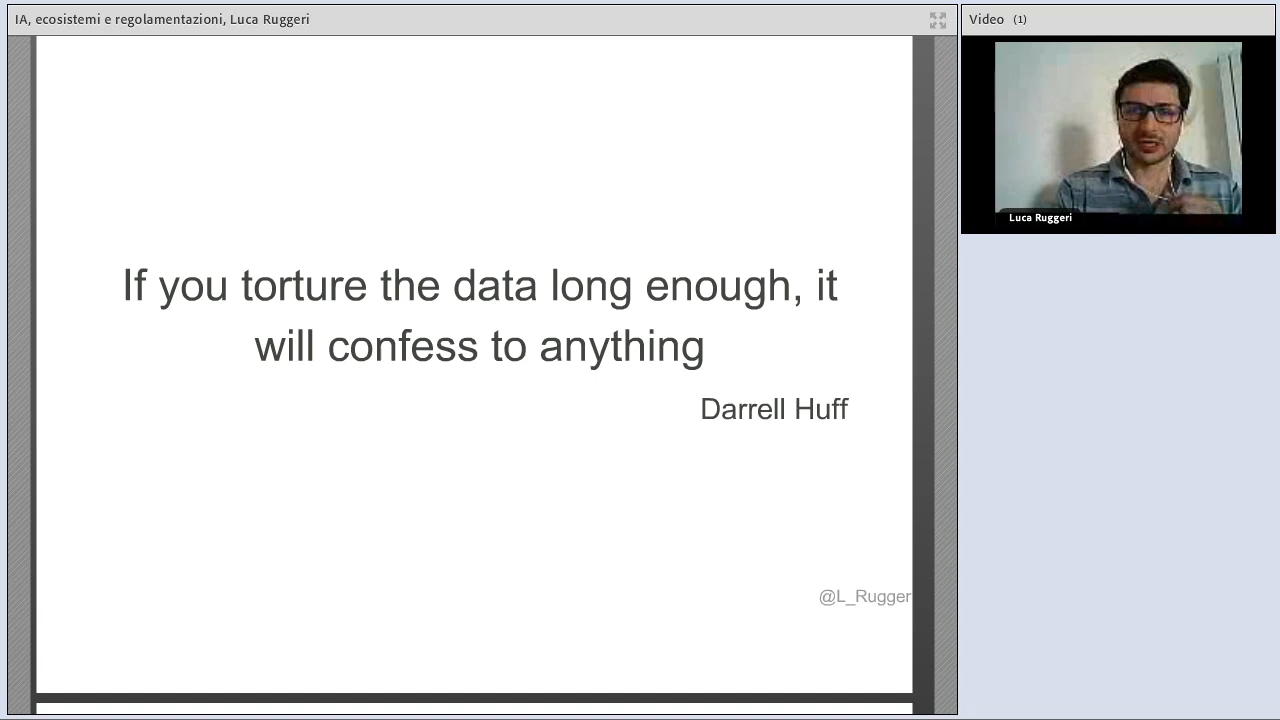 IA, ecosistemi e regolamentazioni, Luca Ruggeri
Video (1)
Luca Ruggeri
If you torture the data long enough, it
will confess to anything
Darrell Huff
@L_Rugger